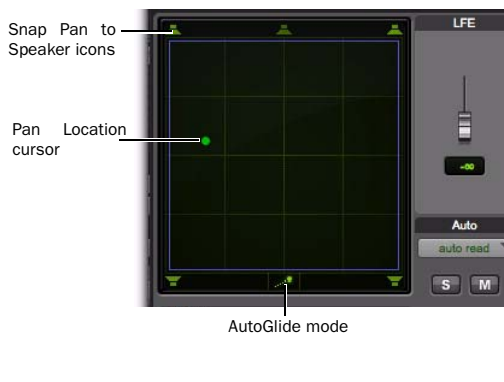 Snap Pan to
Speaker icons
LFE
Pan Location
cursor
-∞
Auto
auto read
S M
AutoGlide mode